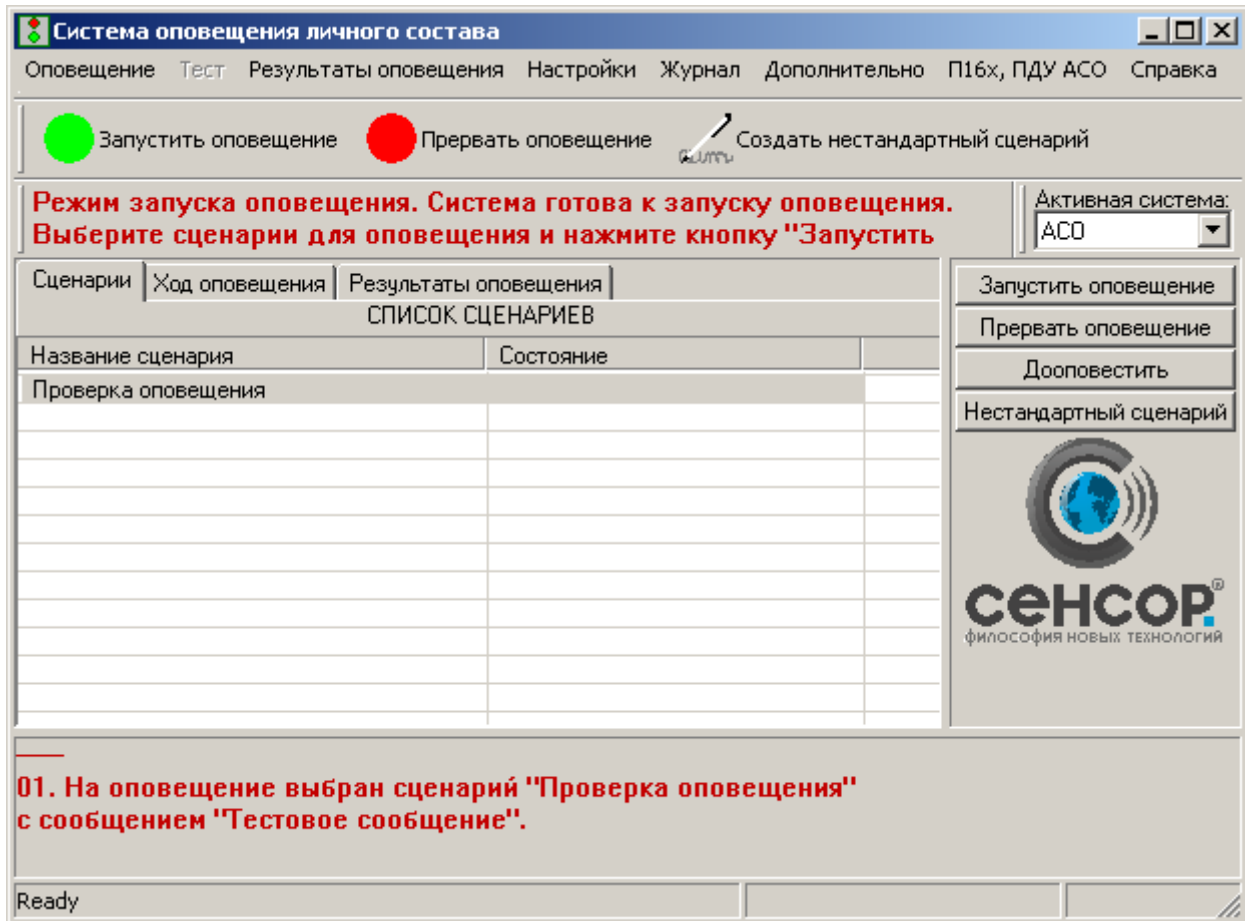 Система оповещения личного состава
Оповещение Тест Результаты оповещения Настройки Журнал Дополнительно П16х, ПДУ АСО Справка
Запустить оповещение Прервать оповещение Создать нестандартный сценарий
Режим запуска оповещения. Система готова к запуску оповещения.
Выберите сценарии для оповещения и нажмите кнопку "Запустить
Активная система:
АСО
Сценарии Ход оповещения Результаты оповещения
СПИСОК СЦЕНАРИЕВ
Название сценария Состояние
Проверка оповещения
Запустить оповещение
Прервать оповещение
Дооповестить
Нестандартный сценарий
сенсор®
философия новых технологий
01. На оповещение выбран сценарий "Проверка оповещения"
с сообщением "Тестовое сообщение".
Ready